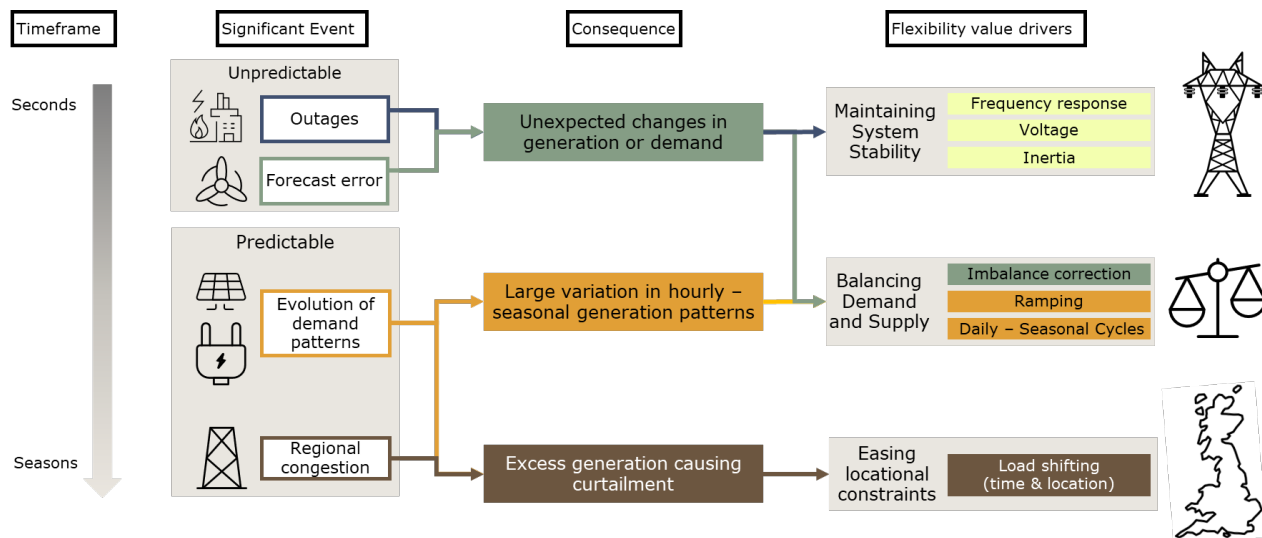 Timeframe
Significant Event
Consequence
Flexibility value drivers
Seconds
Seasons
Unpredictable
Outages
Forecast error
Predictable
Evolution of
demand
patterns
Regional
congestion
Unexpected changes in
generation or demand
Large variation in hourly –
seasonal generation patterns
Excess generation causing
curtailment
Maintaining
System
Stability
Frequency response
Voltage
Inertia
Balancing
Demand
and Supply
Imbalance correction
Ramping
Daily – Seasonal Cycles
Easing
locational
constraints
Load shifting
(time & location)